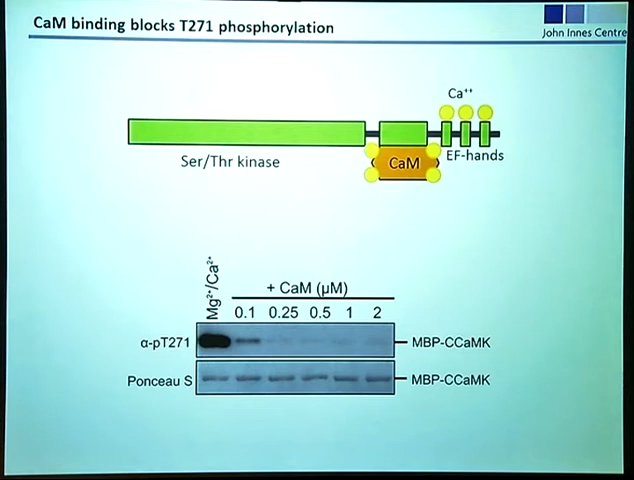 CaM binding blocks T271 phosphorylation
John Innes Centre
Ca⁺⁺
Ser/Thr kinase
CaM
EF-hands
Mg²⁺/Ca²⁺
+ CaM (µM)
0.1 0.25 0.5 1 2
α-pT271
MBP-CCaMK
Ponceau S
MBP-CCaMK